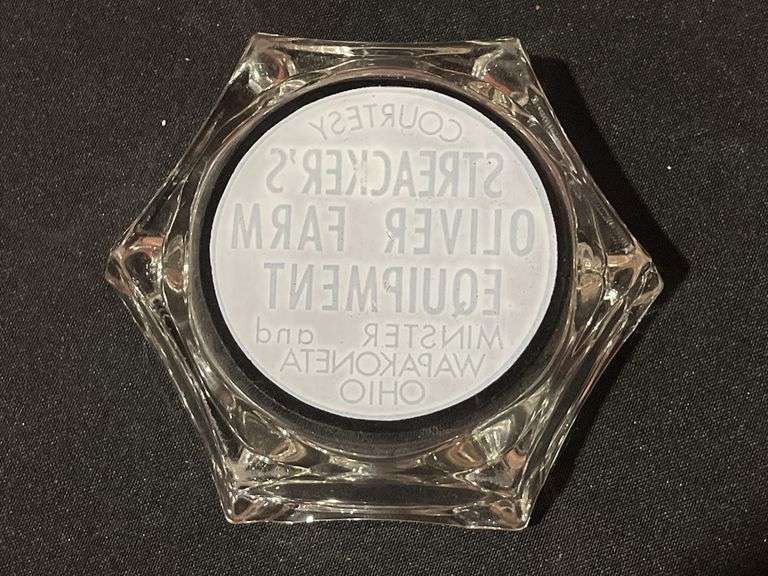 COURTESY
STREACKER'S
OLIVER FARM
EQUIPMENT
MINSTER and
WAPAKONETA
OHIO